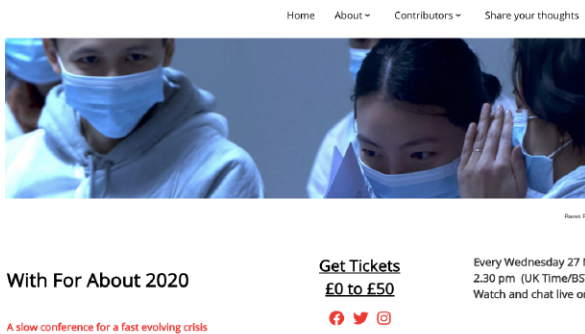 Home About Contributors Share your thoughts
With For About 2020
A slow conference for a fast evolving crisis
Get Tickets
£0 to £50
Every Wednesday 27
2.30 pm (UK Time/BS
Watch and chat live